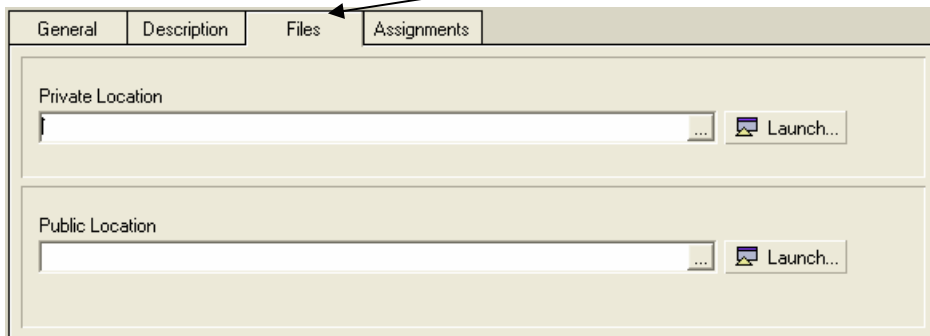 General Description Files Assignments
Private Location
... Launch...
Public Location
... Launch...